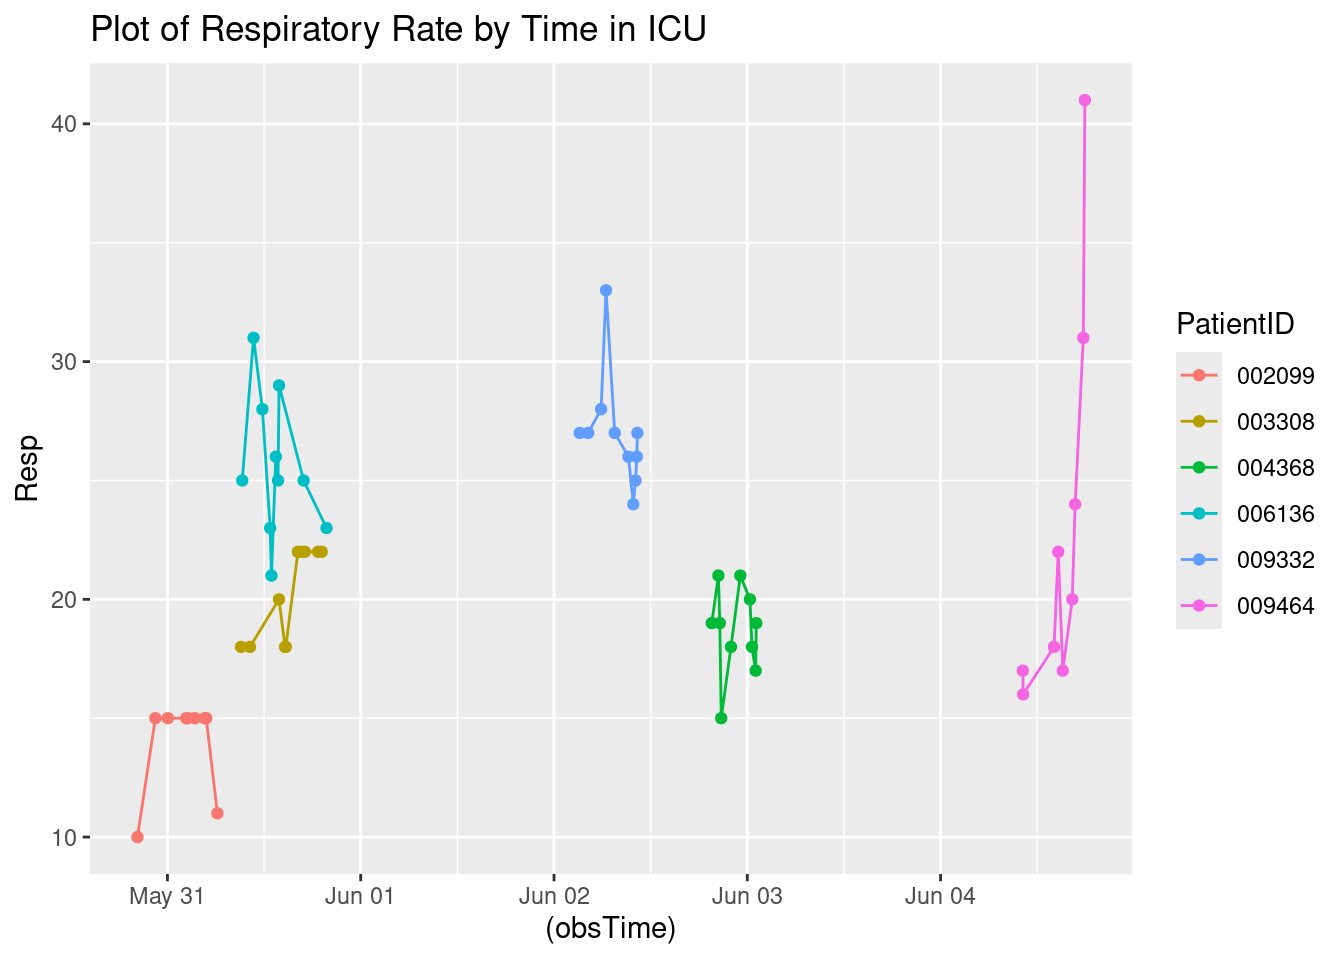 Plot of Respiratory Rate by Time in ICU
40
30
20
10
Resp
May 31 Jun 01 Jun 02 Jun 03 Jun 04
(obsTime)
PatientID
002099
003308
004368
006136
009332
009464